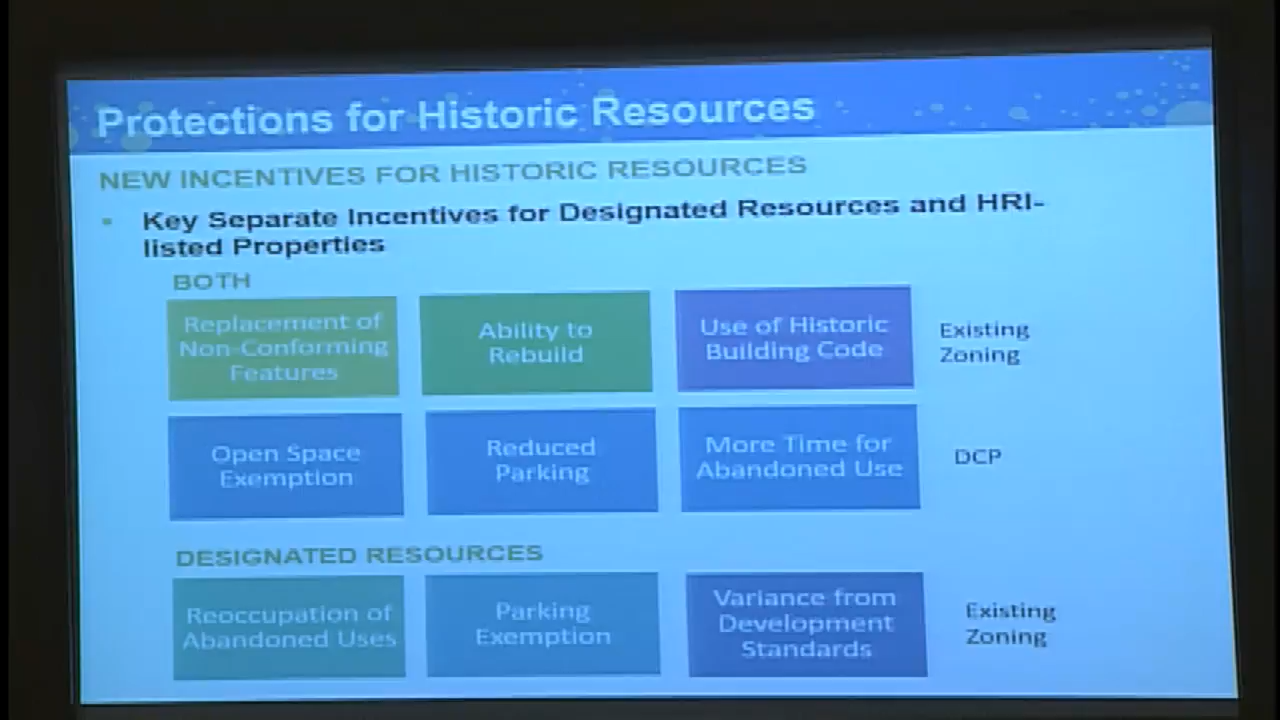 Protections for Historic Resources
NEW INCENTIVES FOR HISTORIC RESOURCES
Key Separate Incentives for Designated Resources and HRI-
listed Properties
BOTH
Replacement of
Non-Conforming
Features
Ability to
Rebuild
Use of Historic
Building Code
Existing
Zoning
Open Space
Exemption
Reduced
Parking
More Time for
Abandoned Use
DCP
DESIGNATED RESOURCES
Reoccupation of
Abandoned Uses
Parking
Exemption
Variance from
Development
Standards
Existing
Zoning